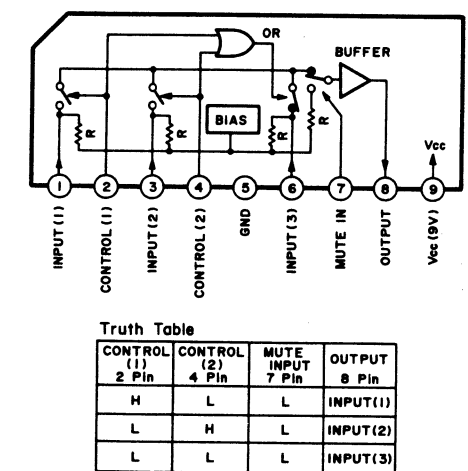 OR
BUFFER
BIAS
R
R
R
R
Vcc
1
2
3
4
5
6
7
8
9
INPUT (1)
CONTROL (1)
INPUT (2)
CONTROL (2)
GND
INPUT (3)
MUTE IN
OUTPUT
Vcc (9V)
Truth Table
CONTROL (1) 2 Pin
CONTROL (2) 4 Pin
MUTE INPUT 7 Pin
OUTPUT 8 Pin
H L L INPUT(1)
L H L INPUT(2)
L L L INPUT(3)